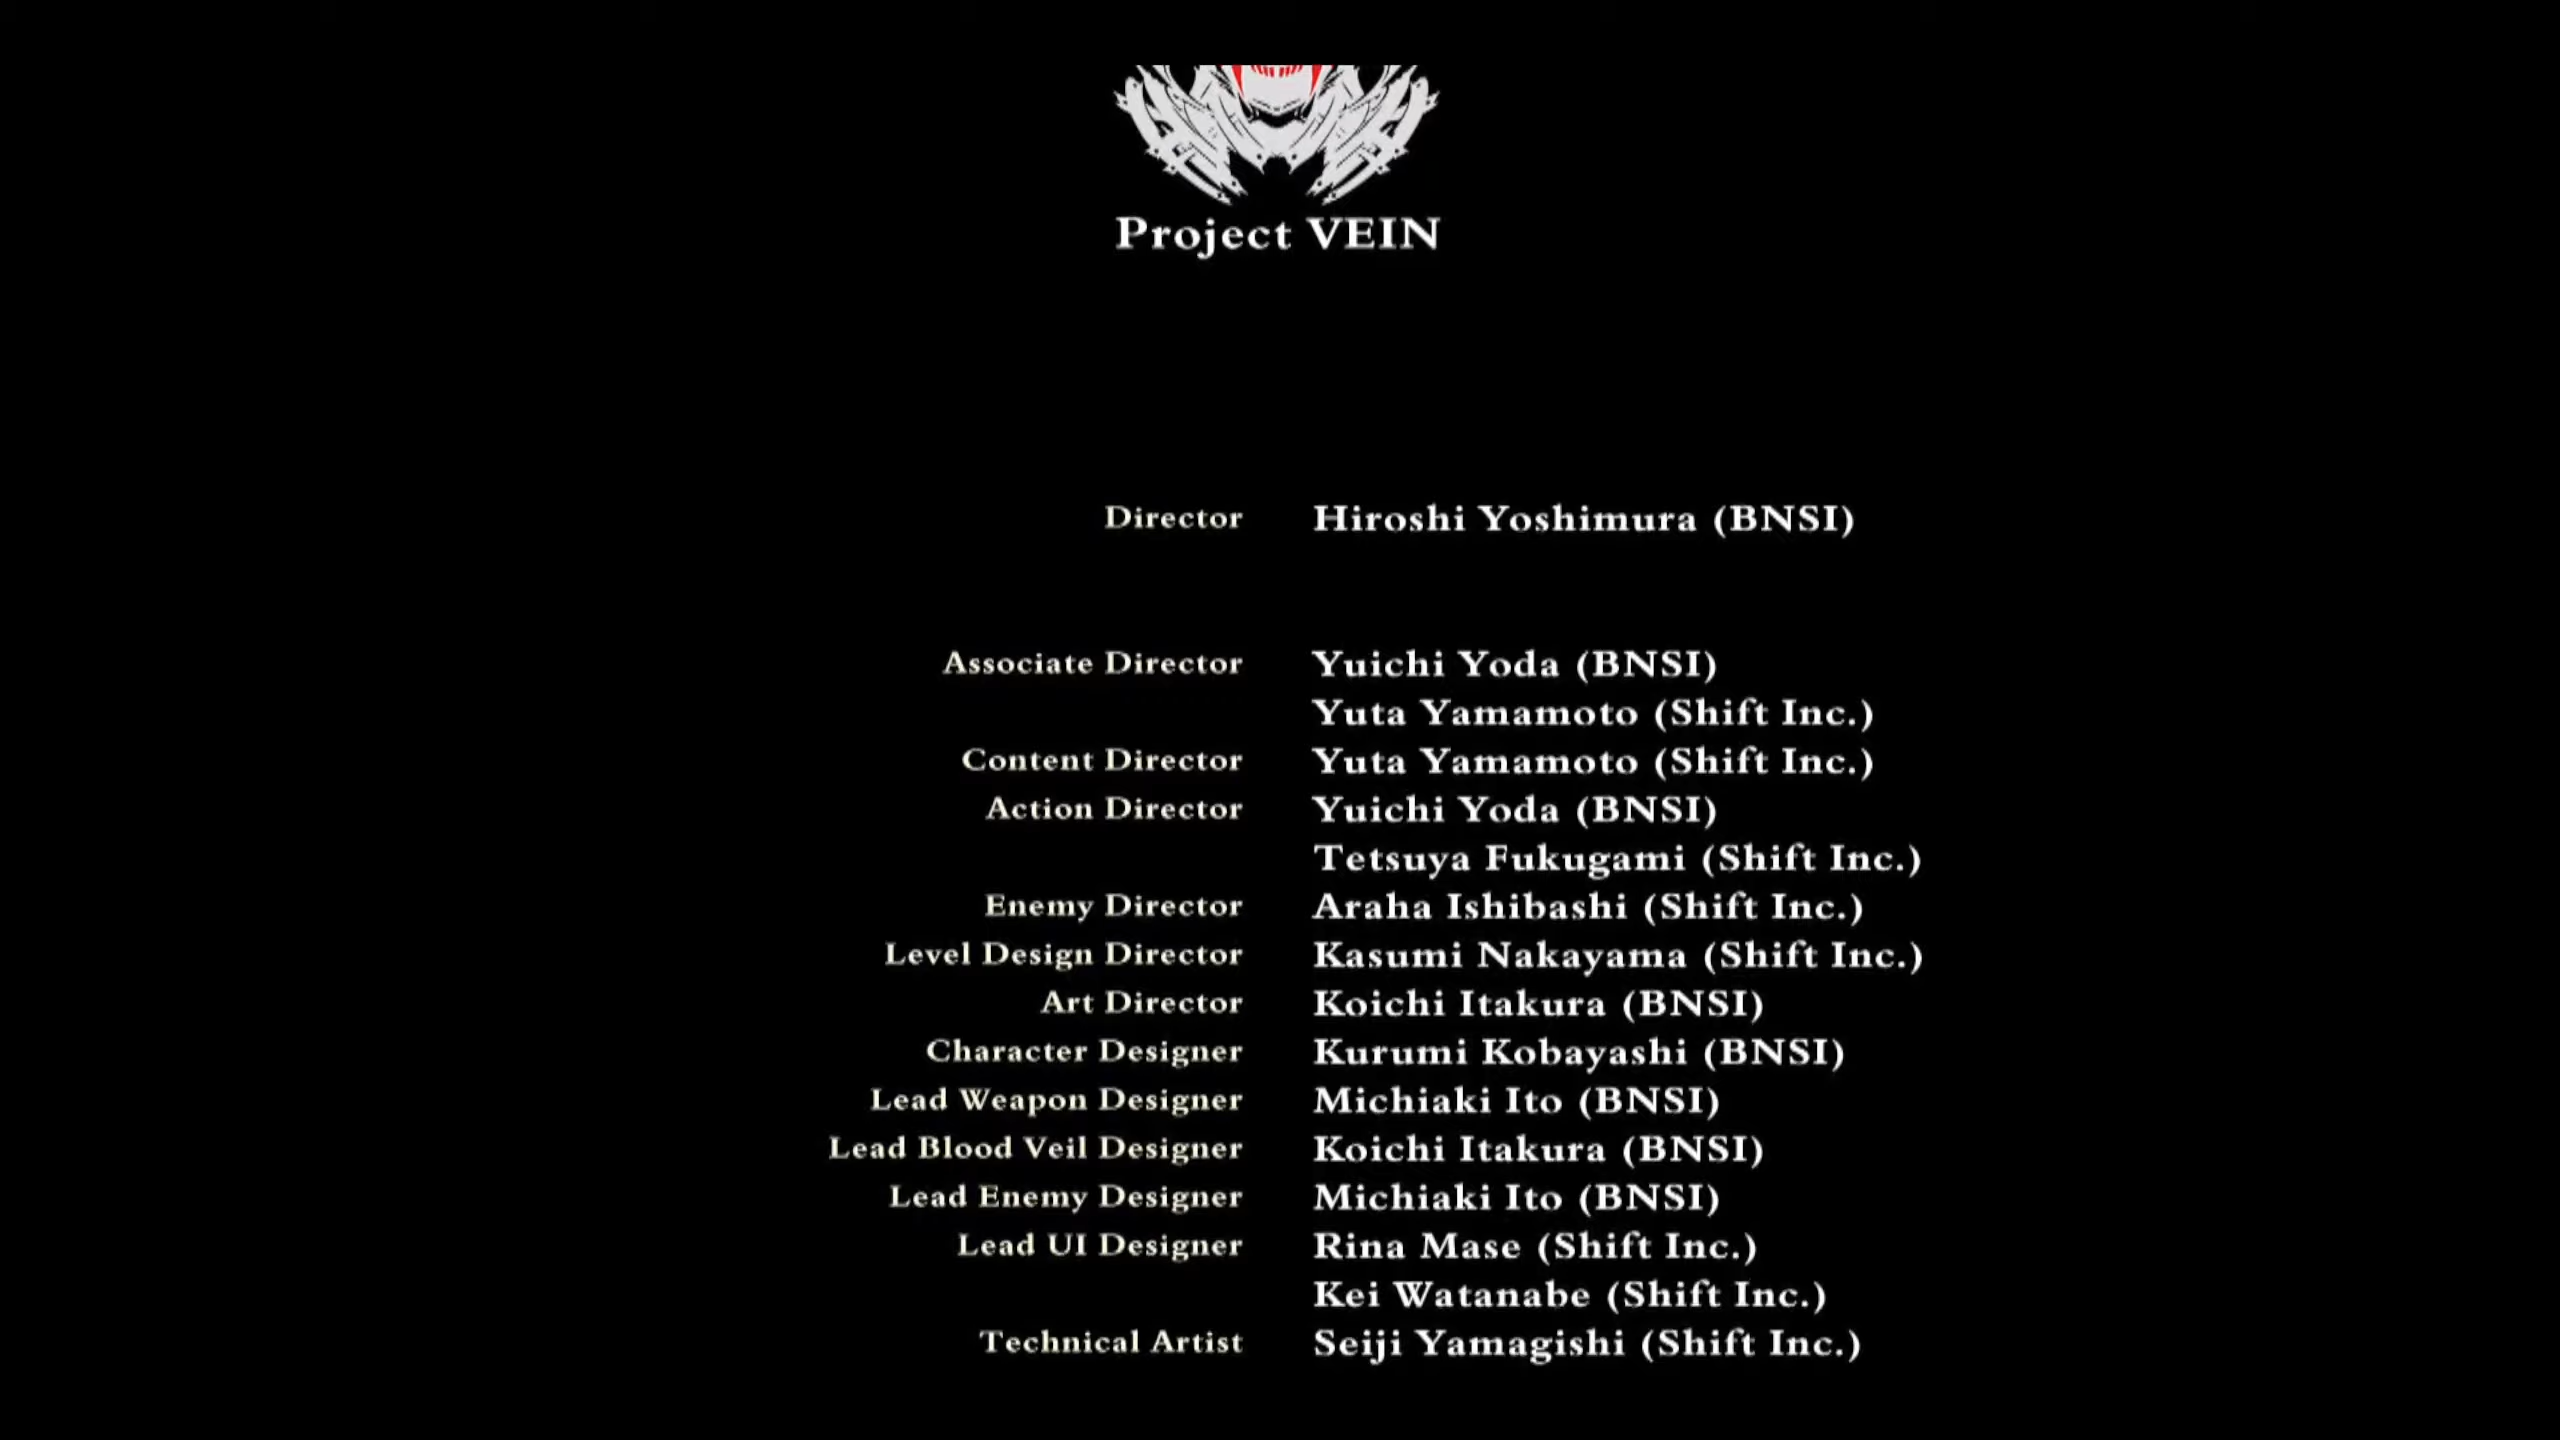 Project VEIN
Director Hiroshi Yoshimura (BNSI)
Associate Director Yuichi Yoda (BNSI)
Yuta Yamamoto (Shift Inc.)
Content Director Yuta Yamamoto (Shift Inc.)
Action Director Yuichi Yoda (BNSI)
Tetsuya Fukugami (Shift Inc.)
Enemy Director Araha Ishibashi (Shift Inc.)
Level Design Director Kasumi Nakayama (Shift Inc.)
Art Director Koichi Itakura (BNSI)
Character Designer Kurumi Kobayashi (BNSI)
Lead Weapon Designer Michiaki Ito (BNSI)
Lead Blood Veil Designer Koichi Itakura (BNSI)
Lead Enemy Designer Michiaki Ito (BNSI)
Lead UI Designer Rina Mase (Shift Inc.)
Kei Watanabe (Shift Inc.)
Technical Artist Seiji Yamagishi (Shift Inc.)